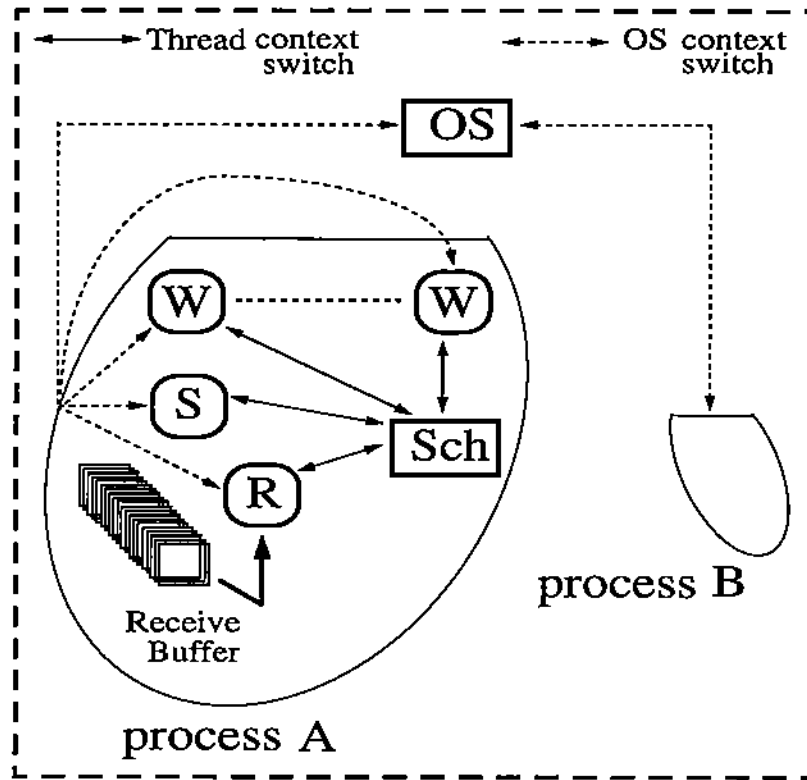 Thread context
switch
OS context
switch
OS
W
W
S
Sch
R
Receive
Buffer
process B
process A